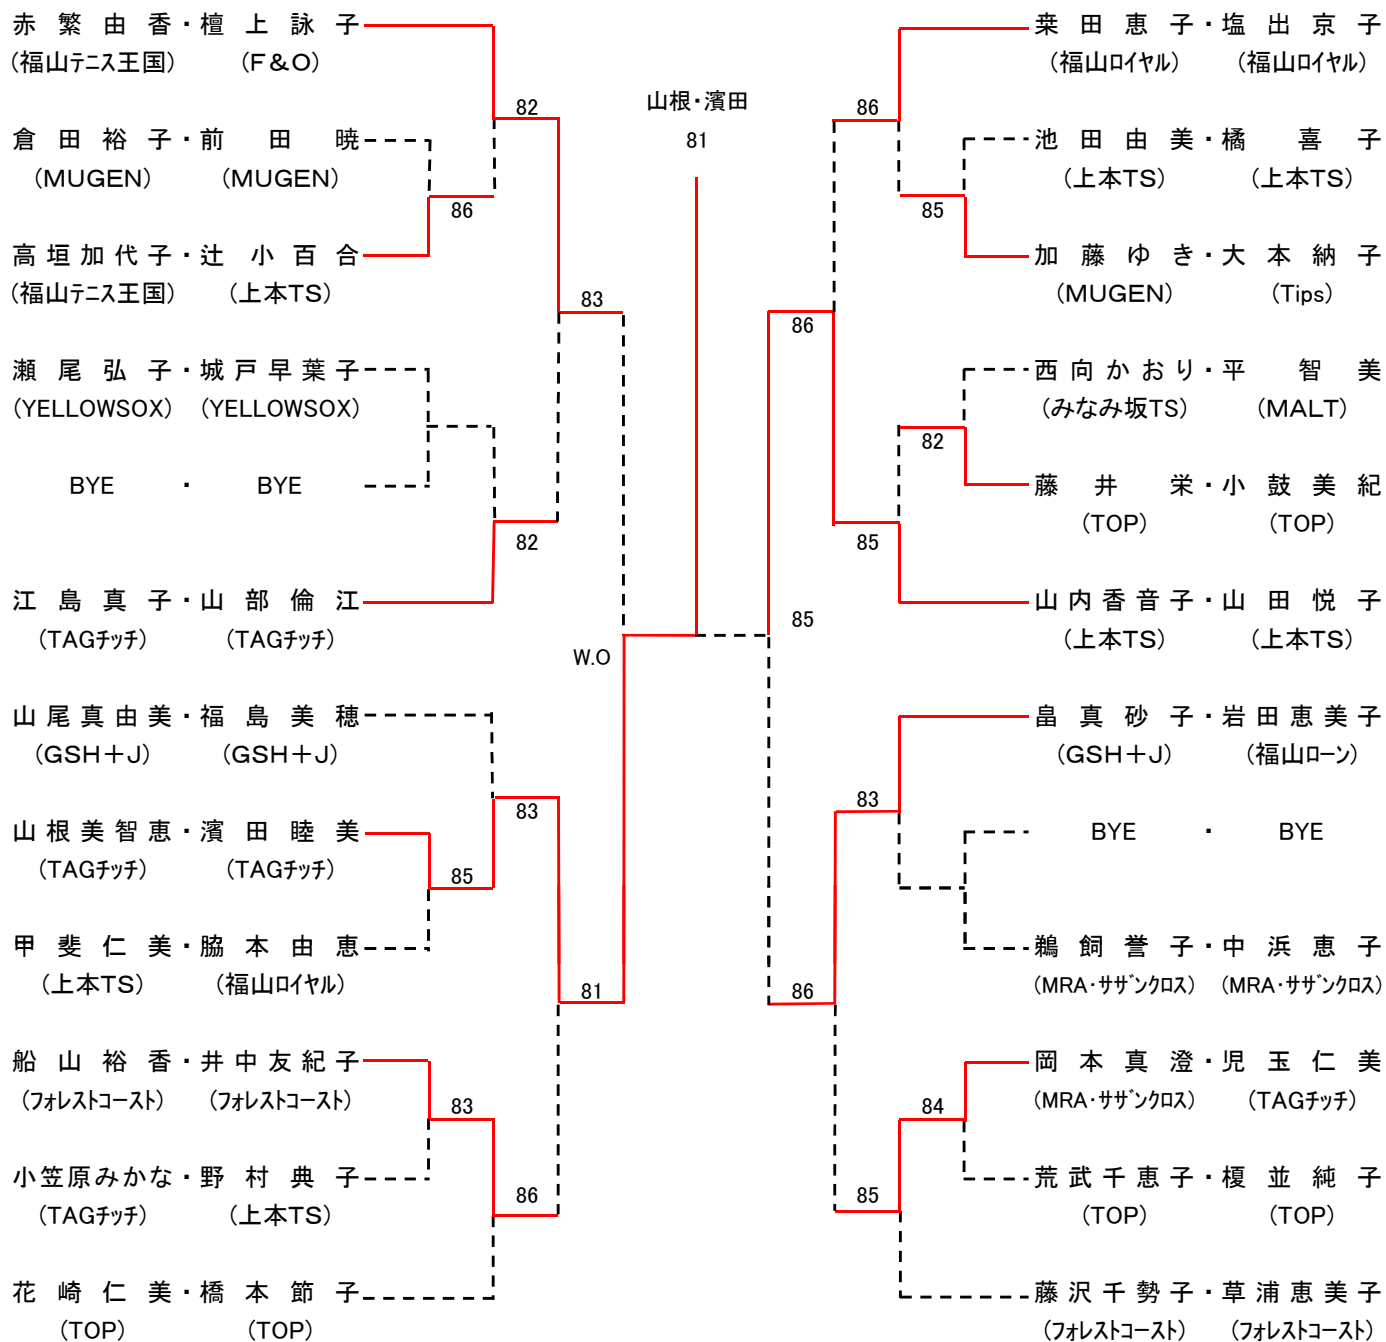 赤繁由香・檀上詠子
(福山テニス王国) (F&O)
82
倉田裕子・前田暁
(MUGEN) (MUGEN)
86
高垣加代子・辻小百合
(福山テニス王国) (上本TS)
83
瀬尾弘子・城戸早葉子
(YELLOWSOX) (YELLOWSOX)
BYE ・ BYE
82
江島真子・山部倫江
(TAGチッチ) (TAGチッチ)
W.O
山尾真由美・福島美穂
(GSH+J) (GSH+J)
83
山根美智恵・濱田睦美
(TAGチッチ) (TAGチッチ)
85
甲斐仁美・脇本由恵
(上本TS) (福山ロイヤル)
81
船山裕香・井中友紀子
(フォレストコースト) (フォレストコースト)
83
小笠原みかな・野村典子
(TAGチッチ) (上本TS)
86
花崎仁美・橋本節子
(TOP) (TOP)
山根・濱田
81
桒田恵子・塩出京子
(福山ロイヤル) (福山ロイヤル)
86
池田由美・橘喜子
(上本TS) (上本TS)
85
加藤ゆき・大本納子
(MUGEN) (Tips)
86
西向かおり・平智美
(みなみ坂TS) (MALT)
82
藤井栄・小鼓美紀
(TOP) (TOP)
85
山内香音子・山田悦子
(上本TS) (上本TS)
85
畠真砂子・岩田恵美子
(GSH+J) (福山ローン)
83
BYE ・ BYE
鵜飼誉子・中浜恵子
(MRA・サザンクロス) (MRA・サザンクロス)
86
岡本真澄・児玉仁美
(MRA・サザンクロス) (TAGチッチ)
84
荒武千恵子・榎並純子
(TOP) (TOP)
85
藤沢千勢子・草浦恵美子
(フォレストコースト) (フォレストコースト)